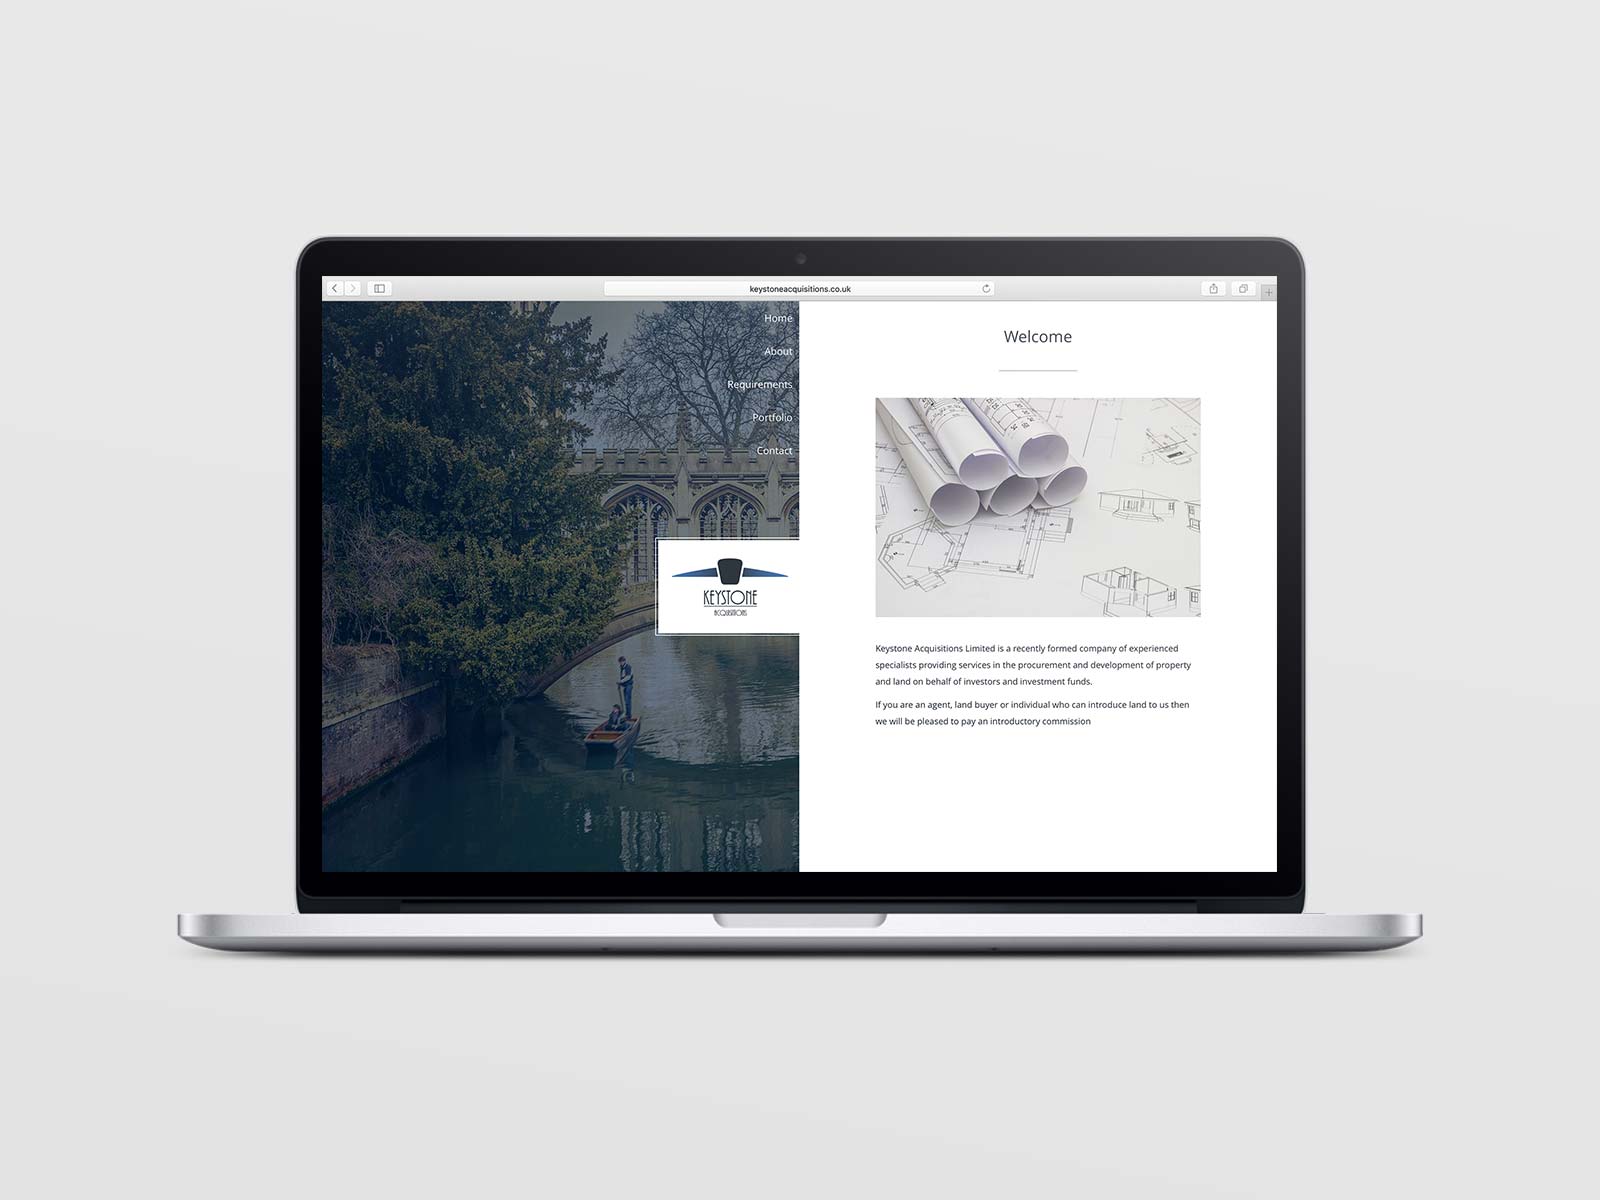 keystoneacquisitions.co.uk
Home
About
Requirements
Portfolio
Contact
KEYSTONE
ACQUISITIONS
Welcome
Keystone Acquisitions Limited is a recently formed company of experienced
specialists providing services in the procurement and development of property
and land on behalf of investors and investment funds.
If you are an agent, land buyer or individual who can introduce land to us then
we will be pleased to pay an introductory commission